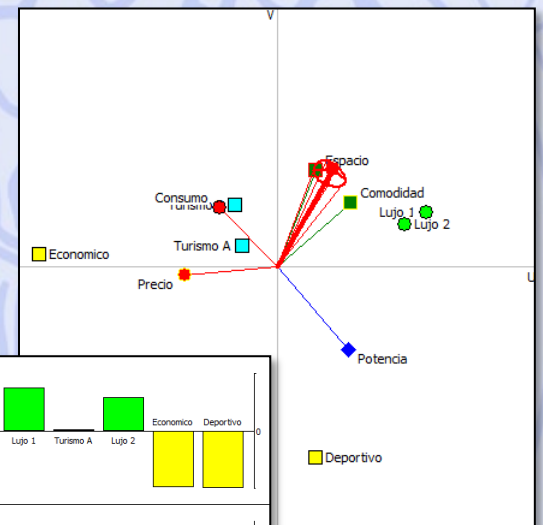 V
Espacio
Consumo
Comodidad
Lujo 1
Lujo 2
Turismo A
Economico
U
Precio
Potencia
Economico Deportivo
Lujo 1 Turismo A Lujo 2
0
Deportivo